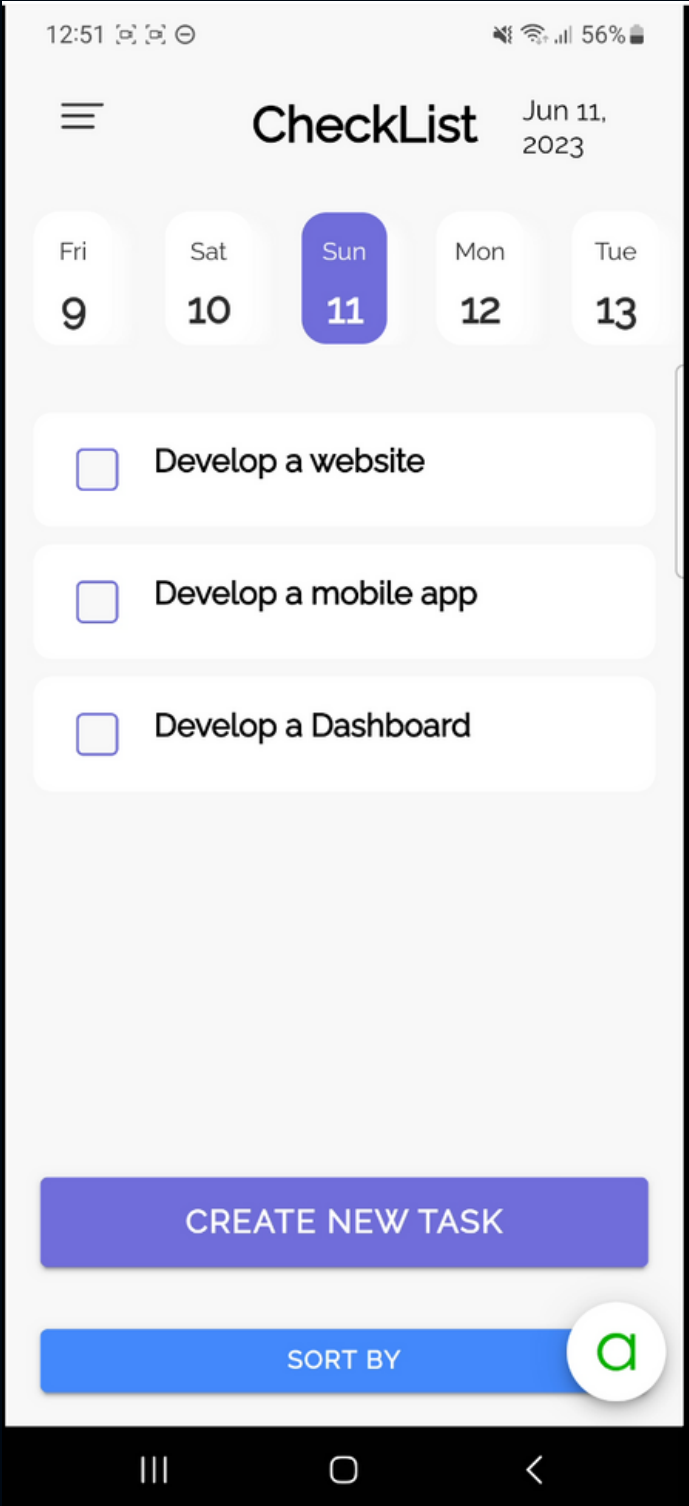 12:51 56%
CheckList Jun 11,
2023
Fri Sat Sun Mon Tue
9 10 11 12 13
Develop a website
Develop a mobile app
Develop a Dashboard
CREATE NEW TASK
SORT BY
a